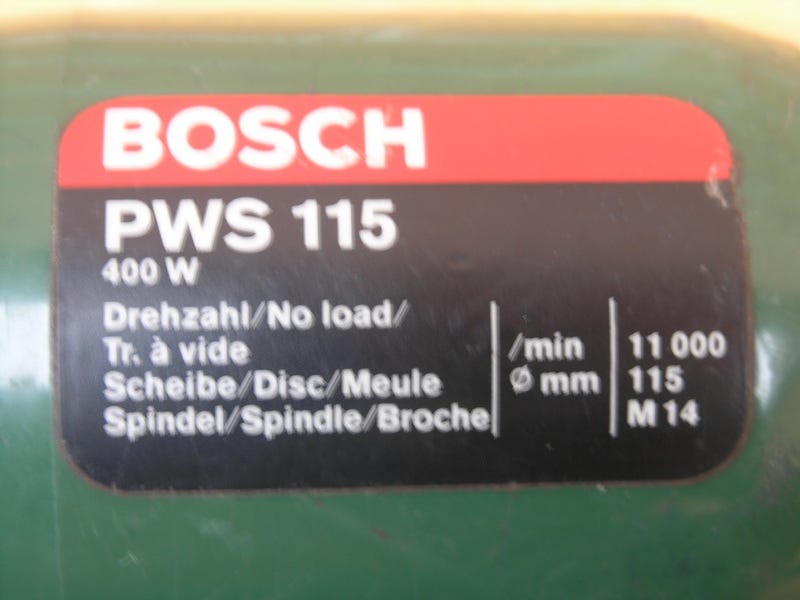 BOSCH
PWS 115
400 W
Drehzahl/No load/
Tr. à vide /min 11 000
Scheibe/Disc/Meule Ø mm 115
Spindel/Spindle/Broche M 14